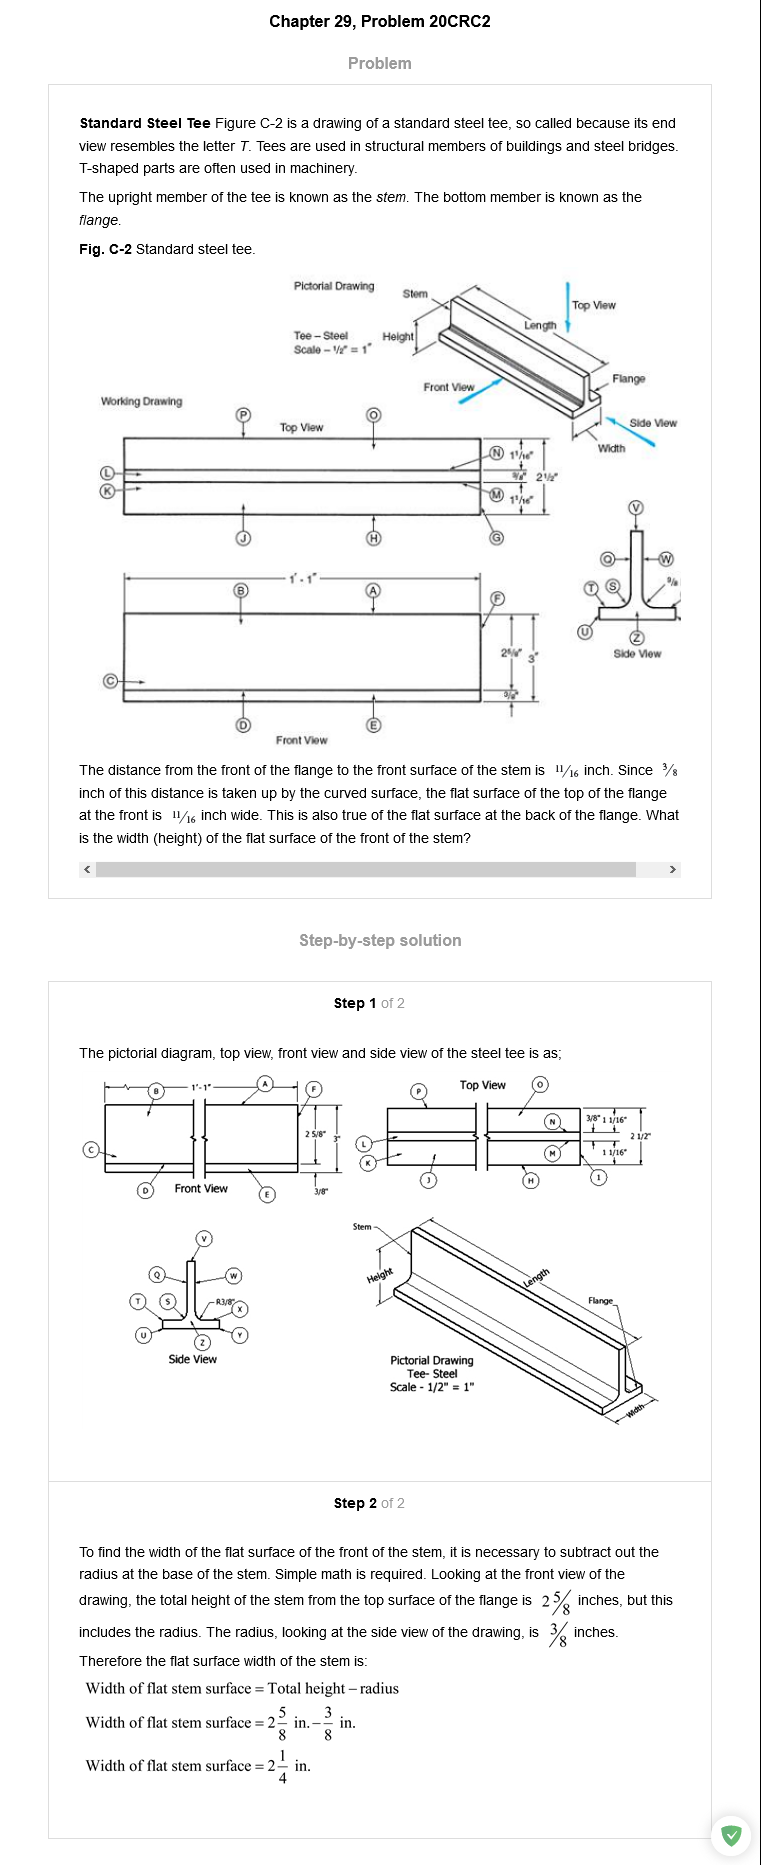 Chapter 29, Problem 20CRC2
Problem
Standard Steel Tee Figure C-2 is a drawing of a standard steel tee, so called because its end
view resembles the letter T. Tees are used in structural members of buildings and steel bridges.
T-shaped parts are often used in machinery.
The upright member of the tee is known as the stem. The bottom member is known as the
flange.
Fig. C-2 Standard steel tee.
Pictorial Drawing
Stem
Top View
Length
Tee – Steel
Height
Scale – 1/2" = 1"
Flange
Front View
Working Drawing
Side View
Width
P
O
Top View
N
1 1/16"
L
3/8"
2 1/2"
K
M
1 1/16"
J
H
G
V
Q
W
1' - 1"
T
S
3/8
B
A
F
U
Z
Side View
2 5/8"
3"
C
3/8"
D
E
Front View
The distance from the front of the flange to the front surface of the stem is 11/16 inch. Since 3/8
inch of this distance is taken up by the curved surface, the flat surface of the top of the flange
at the front is 11/16 inch wide. This is also true of the flat surface at the back of the flange. What
is the width (height) of the flat surface of the front of the stem?
Step-by-step solution
Step 1 of 2
The pictorial diagram, top view, front view and side view of the steel tee is as;
B
1'-1"
A
F
2 5/8"
3"
C
D
Front View
E
3/8"
P
Top View
O
N
3/8" 1 1/16"
L
2 1/2"
K
M
1 1/16"
J
H
1
V
Q
W
T
S
R3/8"
X
U
Z
Y
Side View
Stem
Height
Length
Flange
Pictorial Drawing
Tee- Steel
Scale - 1/2" = 1"
Width
Step 2 of 2
To find the width of the flat surface of the front of the stem, it is necessary to subtract out the
radius at the base of the stem. Simple math is required. Looking at the front view of the
drawing, the total height of the stem from the top surface of the flange is 2 5/8 inches, but this
includes the radius. The radius, looking at the side view of the drawing, is 3/8 inches.
Therefore the flat surface width of the stem is:
Width of flat stem surface = Total height – radius
Width of flat stem surface = 2 5/8 in. – 3/8 in.
Width of flat stem surface = 2 1/4 in.